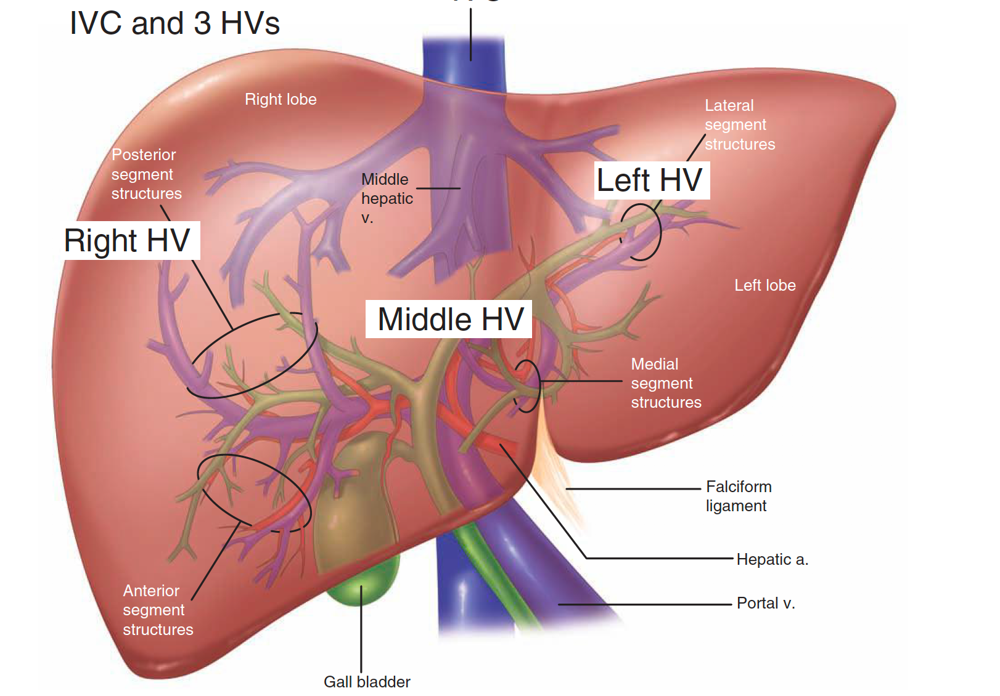 IVC and 3 HVs
Right lobe
Lateral
segment
structures
Posterior
segment
structures
Middle
hepatic
v.
Left HV
Right HV
Left lobe
Middle HV
Medial
segment
structures
Falciform
ligament
Hepatic a.
Anterior
segment
structures
Portal v.
Gall bladder